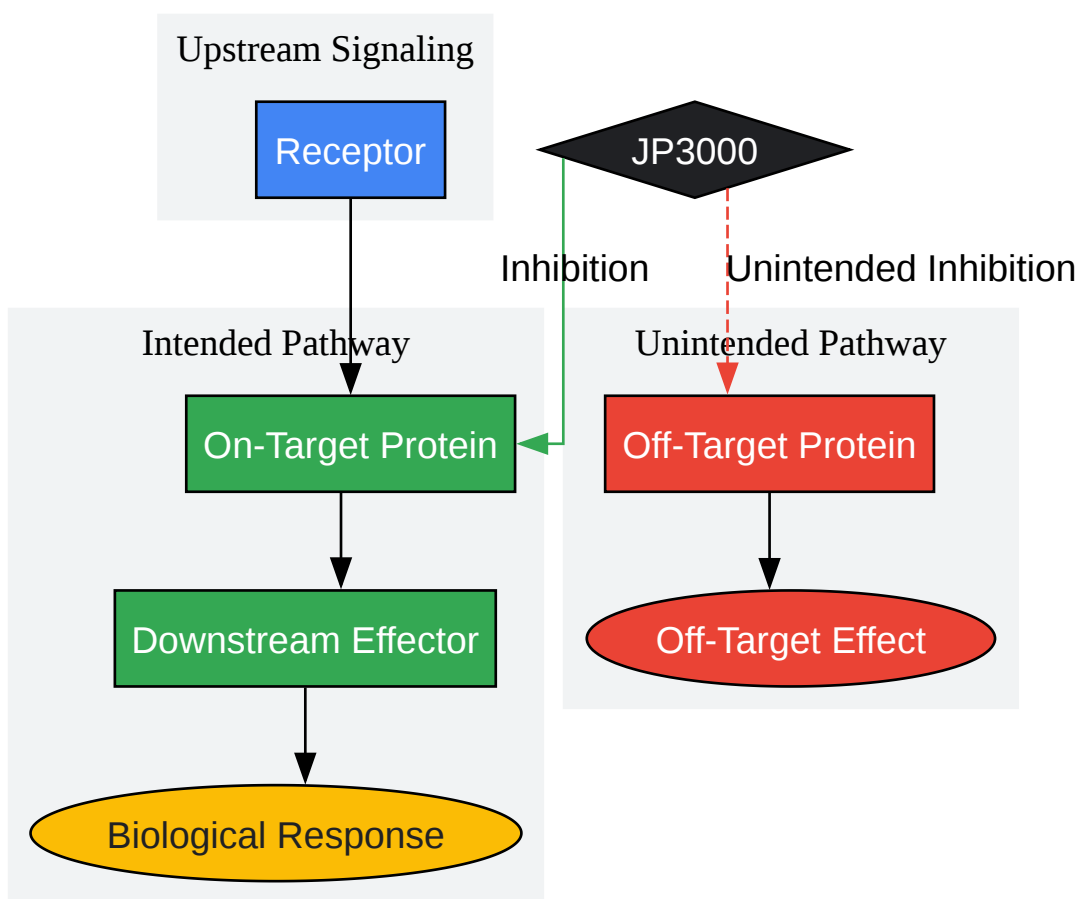 Upstream Signaling
Receptor
JP3000
Inhibition
Unintended Inhibition
Intended Pathway
Unintended Pathway
On-Target Protein
Off-Target Protein
Downstream Effector
Off-Target Effect
Biological Response